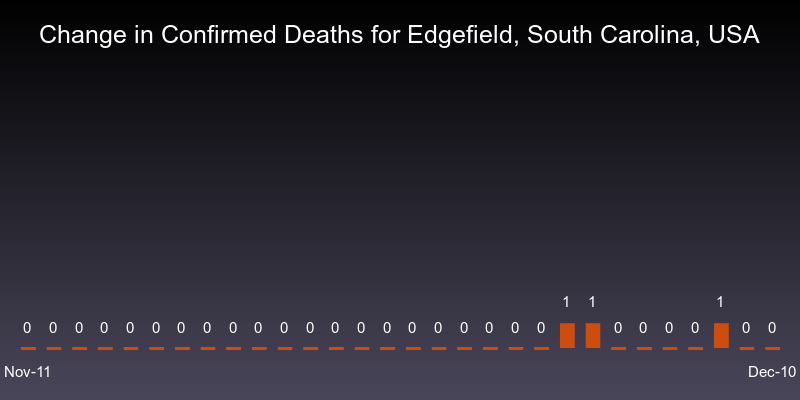 Change in Confirmed Deaths for Edgefield, South Carolina, USA
1 1 1
0 0 0 0 0 0 0 0 0 0 0 0 0 0 0 0 0 0 0 0 0 0 0 0 0 0 0
Nov-11 Dec-10